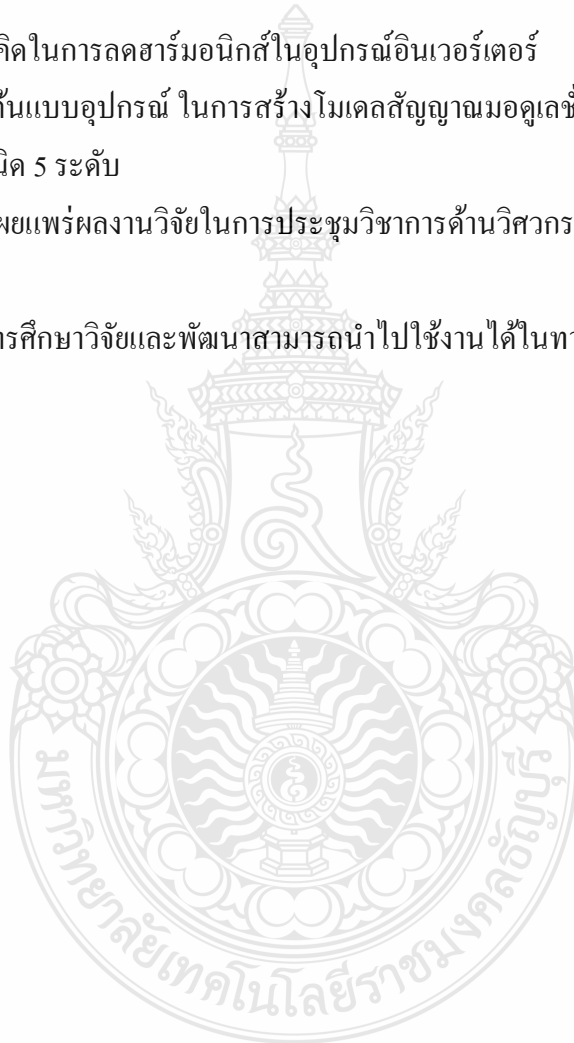 คิดในการลดฮาร์มอนิกส์ในอุปกรณ์อินเวอร์เตอร์
ต้นแบบอุปกรณ์ ในการสร้างโมเดลสัญญาณมอดูเลชั่
นิด 5 ระดับ
ผยแพร่ผลงานวิจัยในการประชุมวิชาการด้านวิศวกร
ารศึกษาวิจัยและพัฒนาสามารถนำไปใช้งานได้ในทา
มหาวิทยาลัยเทคโนโลยีราชมงคลธัญบุรี